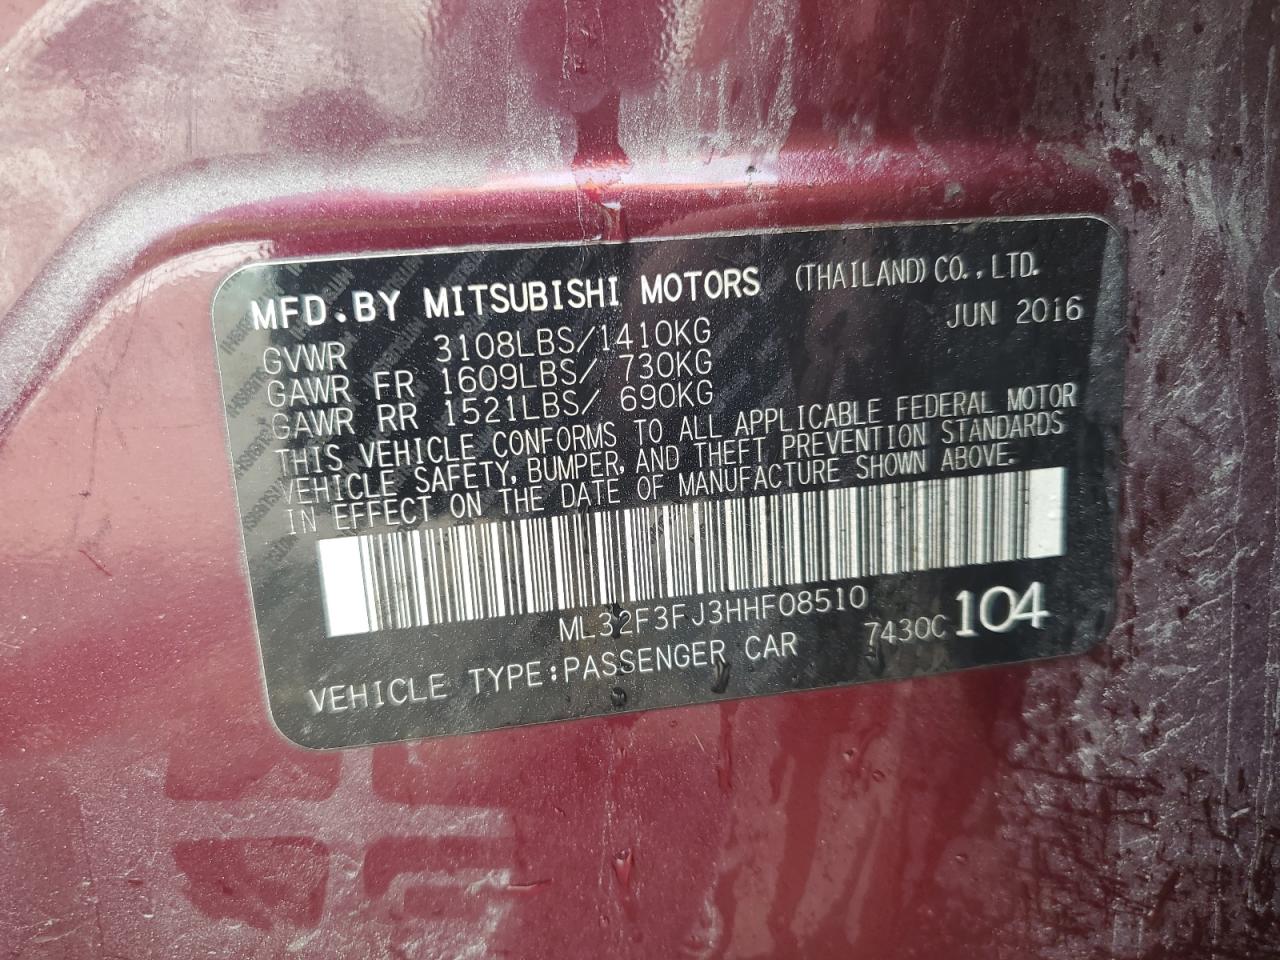 MFD.BY MITSUBISHI MOTORS (THAILAND) CO.,LTD.
JUN 2016
GVWR 3108LBS/1410KG
GAWR FR 1609LBS/ 730KG
GAWR RR 1521LBS/ 690KG
THIS VEHICLE CONFORMS TO ALL APPLICABLE FEDERAL MOTOR
VEHICLE SAFETY, BUMPER, AND THEFT PREVENTION STANDARDS
IN EFFECT ON THE DATE OF MANUFACTURE SHOWN ABOVE.
ML32F3FJ3HHF08510
7430C 104
VEHICLE TYPE:PASSENGER CAR